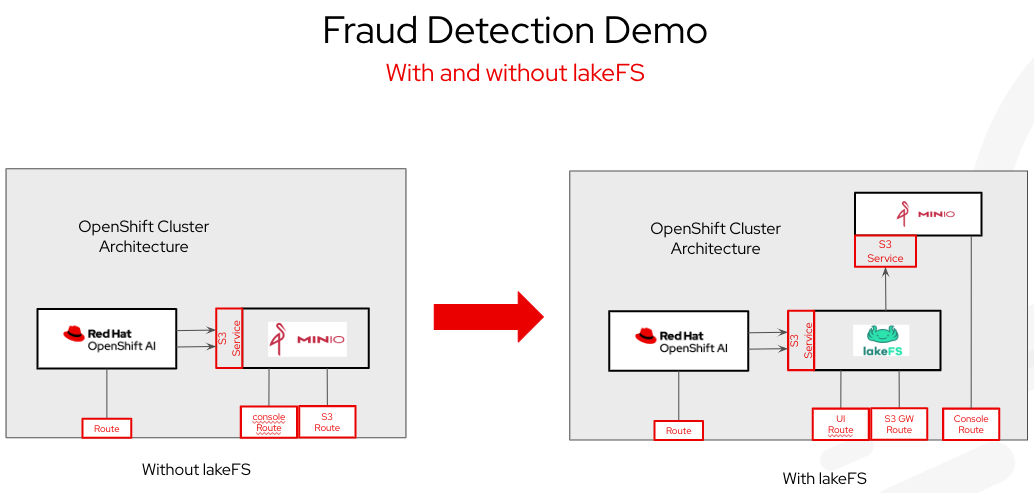 Fraud Detection Demo
With and without lakeFS
OpenShift Cluster
Architecture
Red Hat
OpenShift AI
S3
Service
MINIO
Route
console
Route
S3
Route
Without lakeFS
OpenShift Cluster
Architecture
MINIO
S3
Service
Red Hat
OpenShift AI
S3
Service
lakeFS
Route
UI
Route
S3 GW
Route
Console
Route
With lakeFS